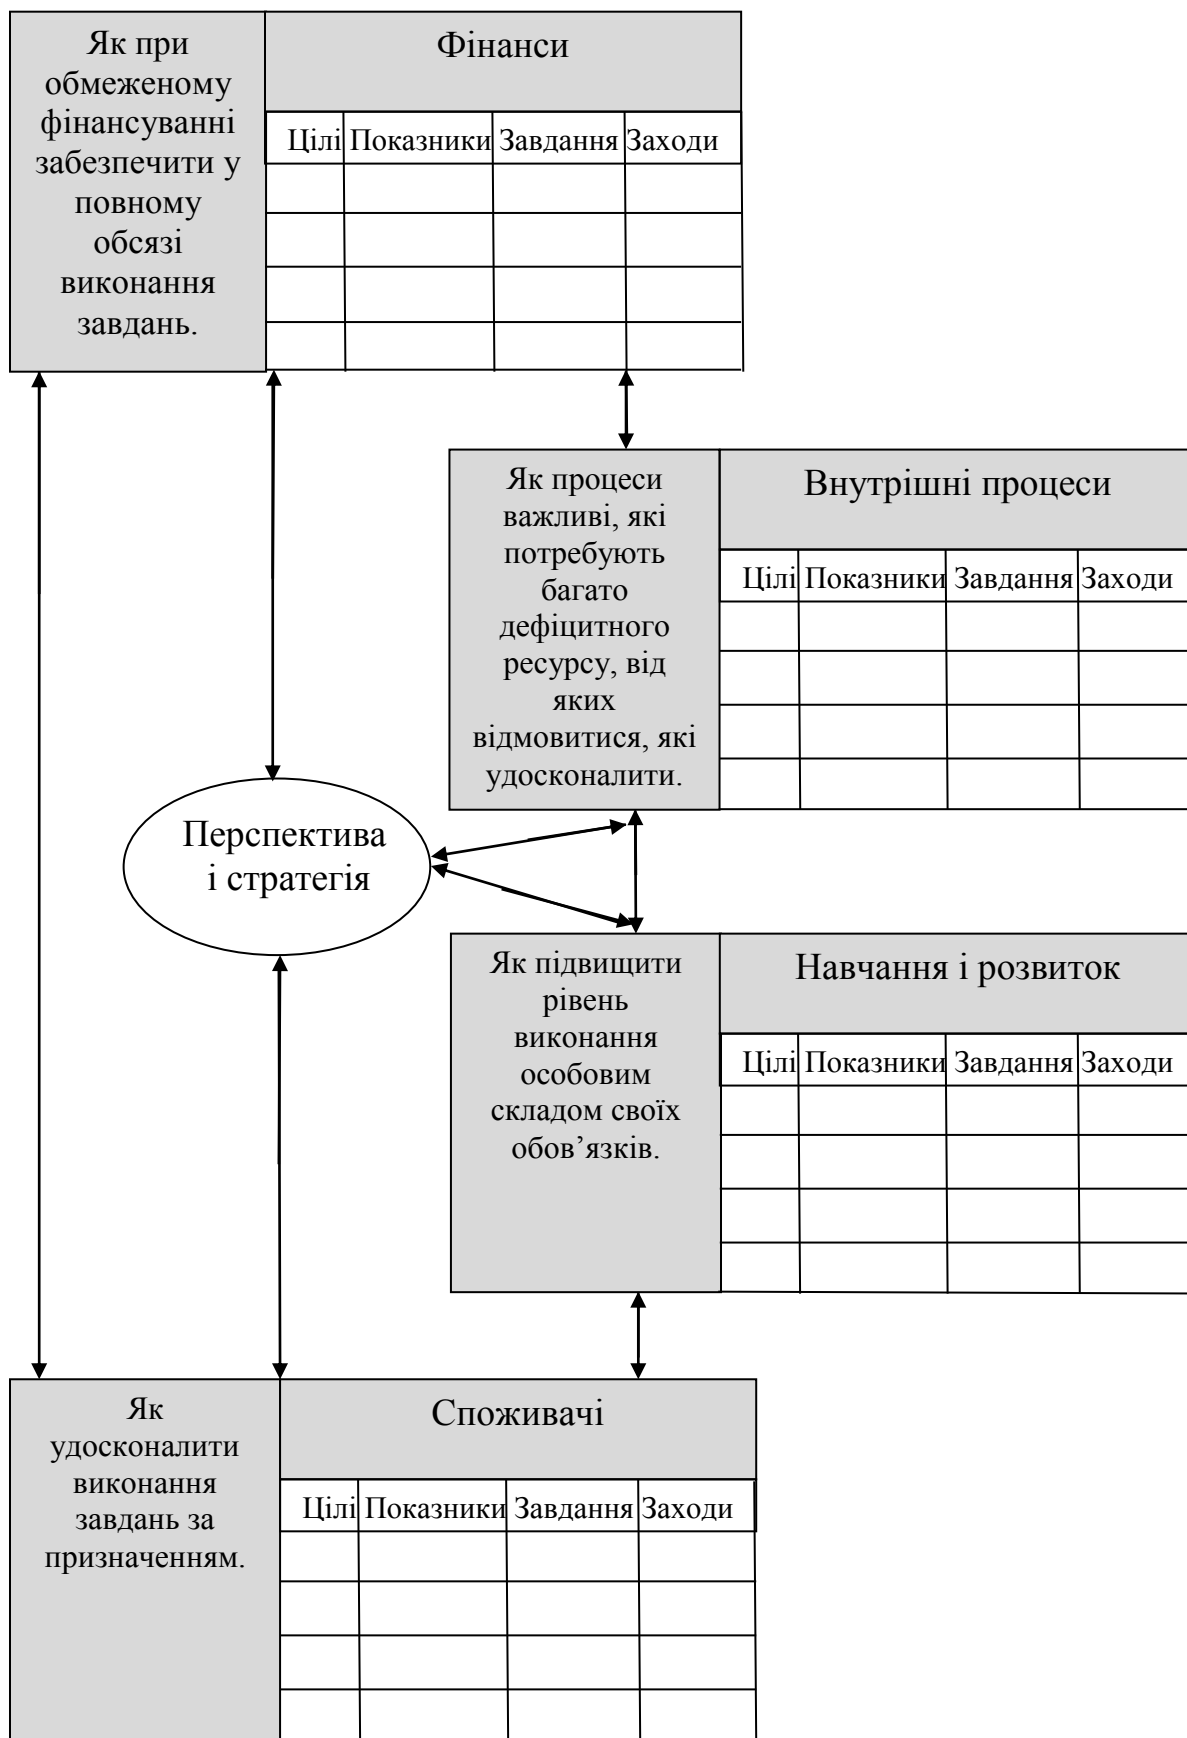 Як при
обмеженому
фінансуванні
забезпечити у
повному
обсязі
виконання
завдань.
Фінанси
Цілі Показники Завдання Заходи
Як процеси
важливі, які
потребують
багато
дефіцитного
ресурсу, від
яких
відмовитися, які
удосконалити.
Внутрішні процеси
Цілі Показники Завдання Заходи
Перспектива
і стратегія
Як підвищити
рівень
виконання
особовим
складом своїх
обов’язків.
Навчання і розвиток
Цілі Показники Завдання Заходи
Як
удосконалити
виконання
завдань за
призначенням.
Споживачі
Цілі Показники Завдання Заходи